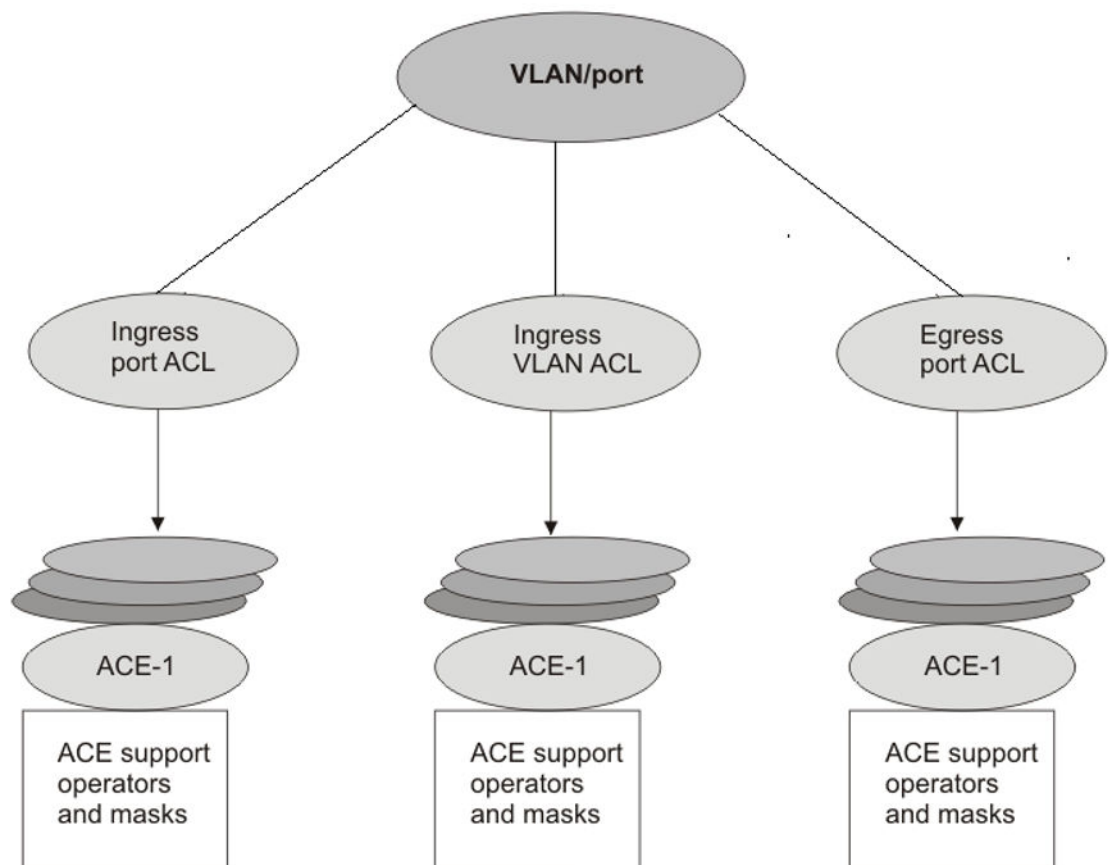 VLAN/port
Ingress
port ACL
Ingress
VLAN ACL
Egress
port ACL
ACE-1
ACE-1
ACE-1
ACE support
operators
and masks
ACE support
operators
and masks
ACE support
operators
and masks